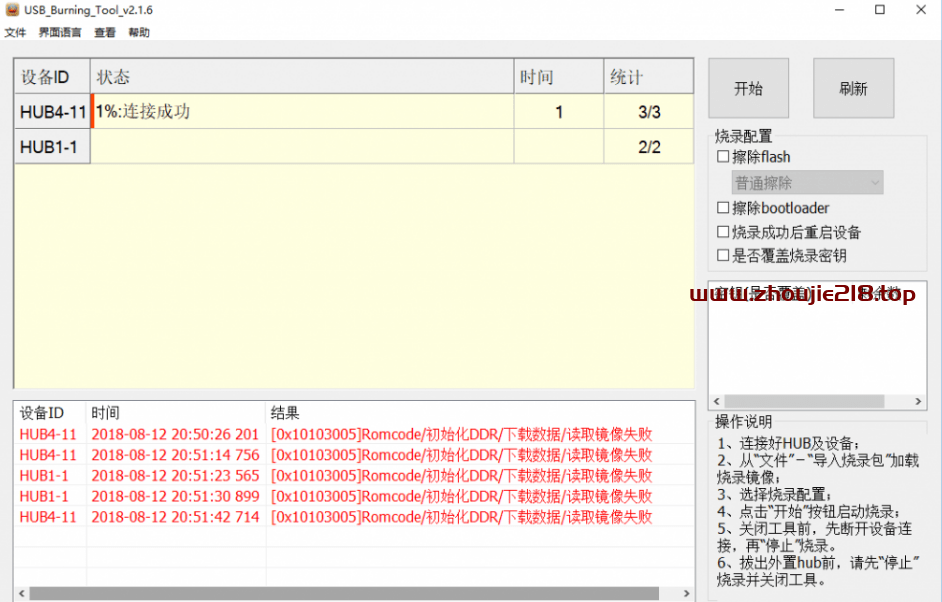 USB_Burning_Tool_v2.1.6
文件 界面语言 查看 帮助
设备ID 状态 时间 统计
HUB4-11 1%:连接成功 1 3/3
HUB1-1 2/2
开始 刷新
烧录配置
擦除flash
普通擦除
擦除bootloader
烧录成功后重启设备
是否覆盖烧录密钥
www.zhoujie218.top
设备ID 时间 结果
HUB4-11 2018-08-12 20:50:26 201 [0x10103005]Romcode/初始化DDR/下载数据/读取镜像失败
HUB4-11 2018-08-12 20:51:14 756 [0x10103005]Romcode/初始化DDR/下载数据/读取镜像失败
HUB1-1 2018-08-12 20:51:23 565 [0x10103005]Romcode/初始化DDR/下载数据/读取镜像失败
HUB1-1 2018-08-12 20:51:30 899 [0x10103005]Romcode/初始化DDR/下载数据/读取镜像失败
HUB4-11 2018-08-12 20:51:42 714 [0x10103005]Romcode/初始化DDR/下载数据/读取镜像失败
操作说明
1、连接好HUB及设备;
2、从“文件”－“导入烧录包”加载
烧录镜像;
3、选择烧录配置;
4、点击“开始”按钮启动烧录;
5、关闭工具前，先断开设备连
接，再“停止”烧录。
6、拔出外置hub前，请先“停止”
烧录并关闭工具。